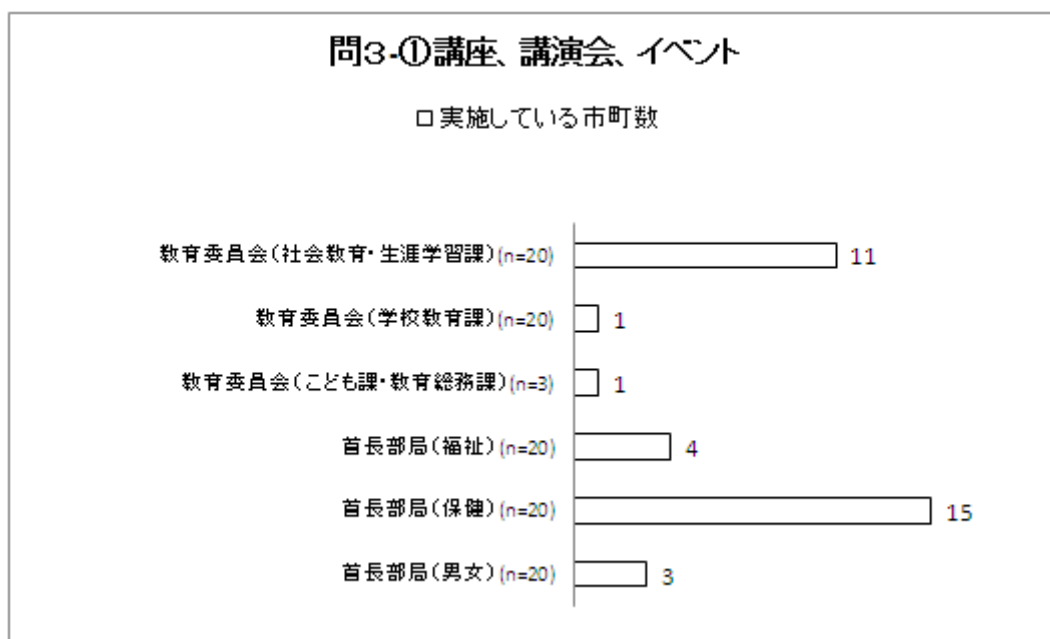 問3-①講座、講演会、イベント
□実施している市町数
教育委員会(社会教育・生涯学習課)(n=20) 11
教育委員会(学校教育課)(n=20) 1
教育委員会(こども課・教育総務課)(n=3) 1
首長部局(福祉)(n=20) 4
首長部局(保健)(n=20) 15
首長部局(男女)(n=20) 3